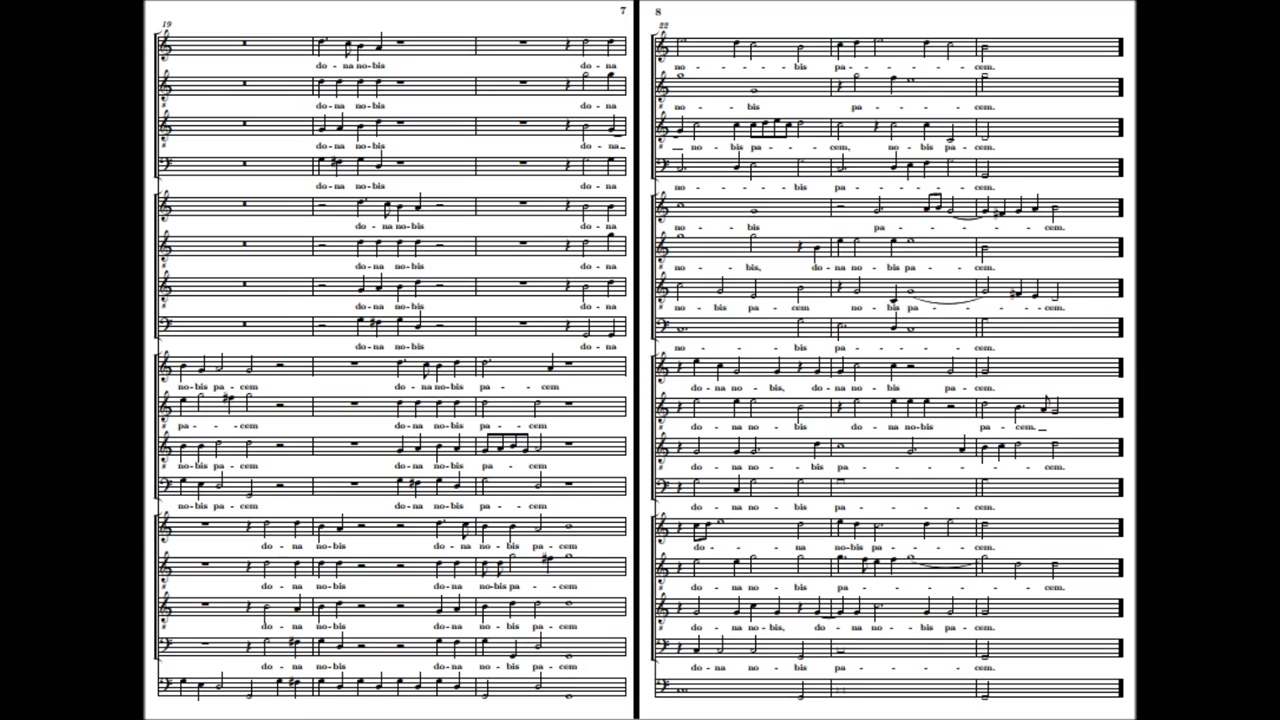 7
19
do - na no - bis do - na
do - na no - bis do - na
do - na no - bis do - na
do - na no - bis do - na
do - na no - bis do - na
do - na no - bis do - na
do - na no - bis do - na
do - na no - bis do - na
no - bis pa - cem do - na no - bis pa - cem
pa - cem do - na no - bis pa - cem
no - bis pa - cem do - na no - bis pa - cem
no - bis pa - cem do - na no - bis pa - cem
do - na no - bis do - na no - bis pa - cem
do - na no - bis do - na no - bis pa - cem
do - na no - bis do - na no - bis pa - cem
do - na no - bis do - na no - bis pa - cem
8
22
no - - bis pa - - - - cem.
no - - bis pa - - - cem.
no - bis pa - - cem, no - bis pa - cem.
no - - - bis pa - - - - cem.
no - - bis pa - - - cem.
no - - bis, do - na no - bis pa - cem.
no - bis - pa - cem no - bis pa - - - - cem.
no - - - bis pa - - - - cem.
do - na no - bis, do - na no - bis pa - cem.
do - na no - bis do - na no - bis pa - cem.
do - na no - bis pa - - - - - cem.
do - na no - bis pa - - - - cem.
do - - - na no - bis pa - - - cem.
do - na no - bis pa - - - - - cem.
do - na no - bis, do - na no - bis pa - cem.
do - na no - bis pa - - - - cem.